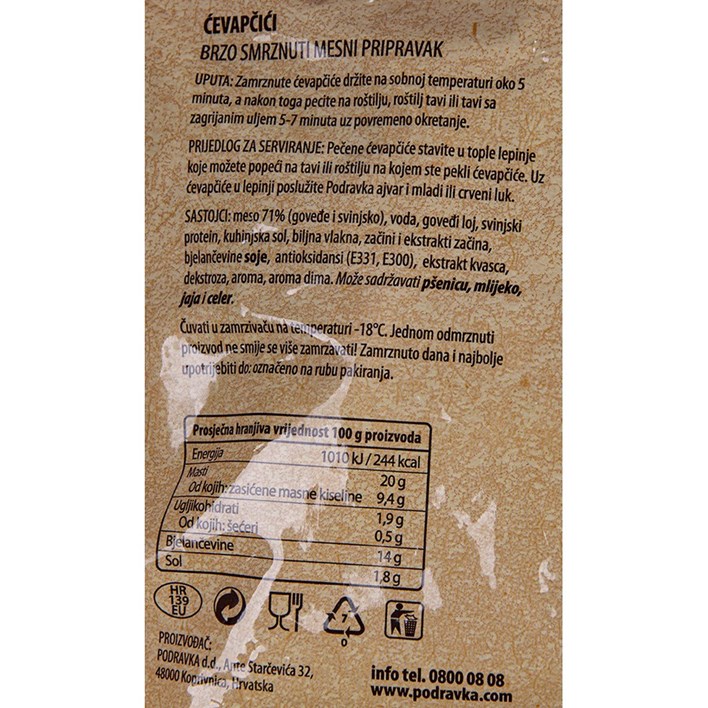 ĆEVAPČIĆI
BRZO SMRZNUTI MESNI PRIPRAVAK
UPUTA: Zamrznute ćevapčiće držite na sobnoj temperaturi oko 5
minuta, a nakon toga pecite na roštilju, roštilj tavi ili tavi sa
zagrijanim uljem 5-7 minuta uz povremeno okretanje.
PRIJEDLOG ZA SERVIRANJE: Pečene ćevapčiće stavite u tople lepinje
koje možete popeći na tavi ili roštilju na kojem ste pekli ćevapčiće. Uz
ćevapčiće u lepinji poslužite Podravka ajvar i mladi ili crveni luk.
SASTOJCI: meso 71% (goveđe i svinjsko), voda, goveđi loj, svinjski
protein, kuhinjska sol, biljna vlakna, začini i ekstrakti začina,
bjelančevine soje, antioksidansi (E331, E300), ekstrakt kvasca,
dekstroza, aroma, aroma dima. Može sadržavati pšenicu, mlijeko,
jaja i celer.
Čuvati u zamrzivaču na temperaturi -18°C. Jednom odmrznuti
proizvod ne smije se više zamrzavati! Zamrznuto dana i najbolje
upotrijebiti do: označeno na rubu pakiranja.
Prosječna hranjiva vrijednost 100 g proizvoda
Energija 1010 kJ / 244 kcal
Masti 20 g
Od kojih: zasićene masne kiseline 9,4 g
Ugljikohidrati 1,9 g
Od kojih: šećeri 0,5 g
Bjelančevine 14 g
Sol 1,8 g
HR
139
EU
7
O
PROIZVOĐAČ:
PODRAVKA d.d., Ante Starčevića 32,
48000 Koprivnica, Hrvatska
info tel. 0800 08 08
www.podravka.com